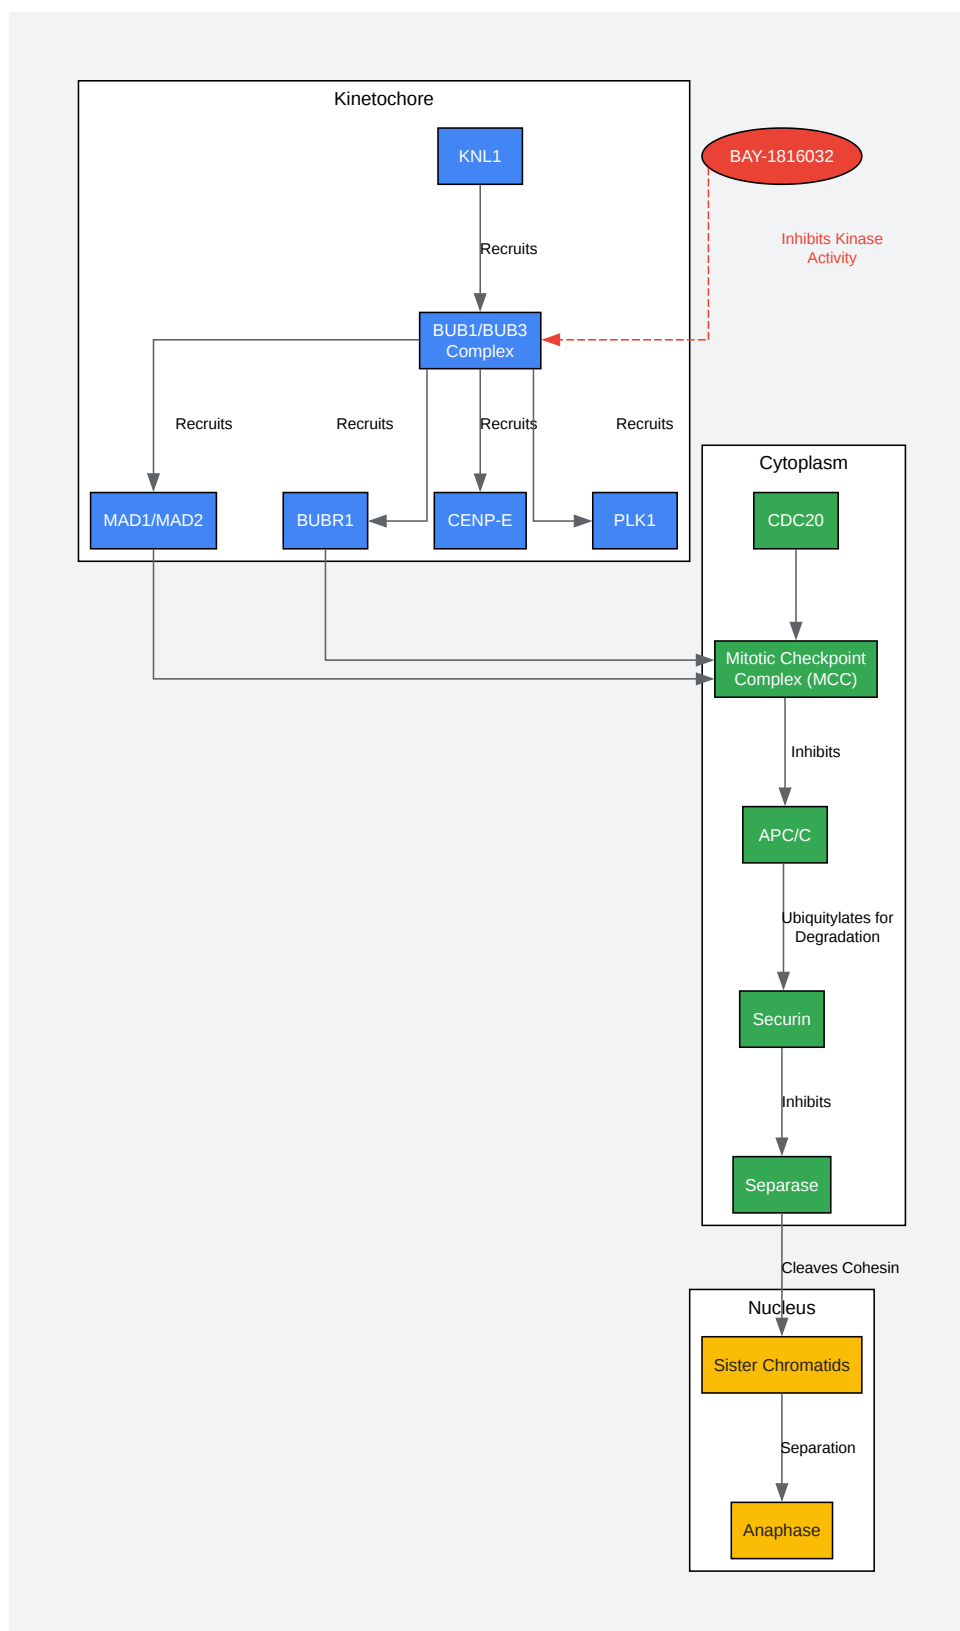 Kinetochore
KNL1
BAY-1816032
Recruits
Inhibits Kinase
Activity
BUB1/BUB3
Complex
Recruits
Recruits
Recruits
Recruits
MAD1/MAD2
BUBR1
CENP-E
PLK1
Cytoplasm
CDC20
Mitotic Checkpoint
Complex (MCC)
Inhibits
APC/C
Ubiquitylates for
Degradation
Securin
Inhibits
Separase
Cleaves Cohesin
Nucleus
Sister Chromatids
Separation
Anaphase